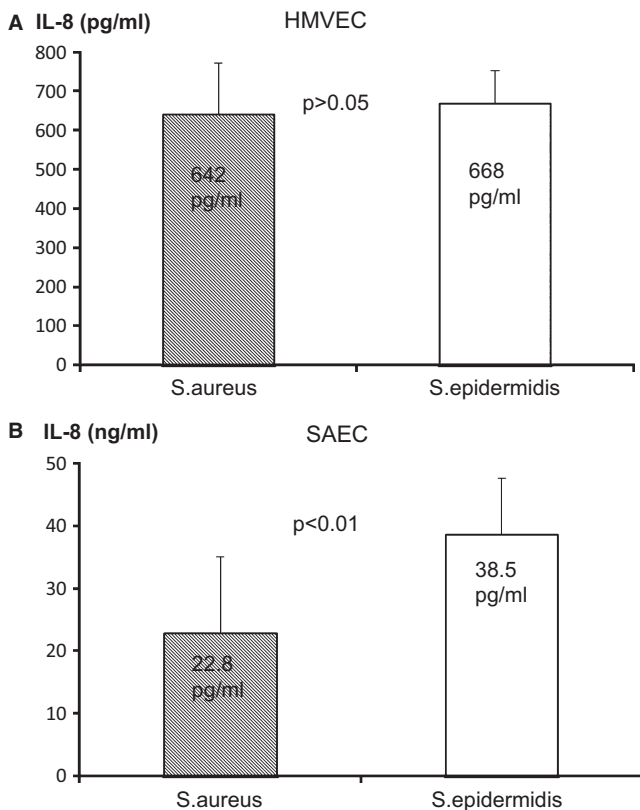 A IL-8 (pg/ml) HMVEC
800
700
p>0.05
600
500
642
pg/ml
668
pg/ml
400
300
200
100
0
S.aureus S.epidermidis
B IL-8 (ng/ml) SAEC
50
p<0.01
40
38.5
pg/ml
30
20
22.8
pg/ml
10
0
S.aureus S.epidermidis